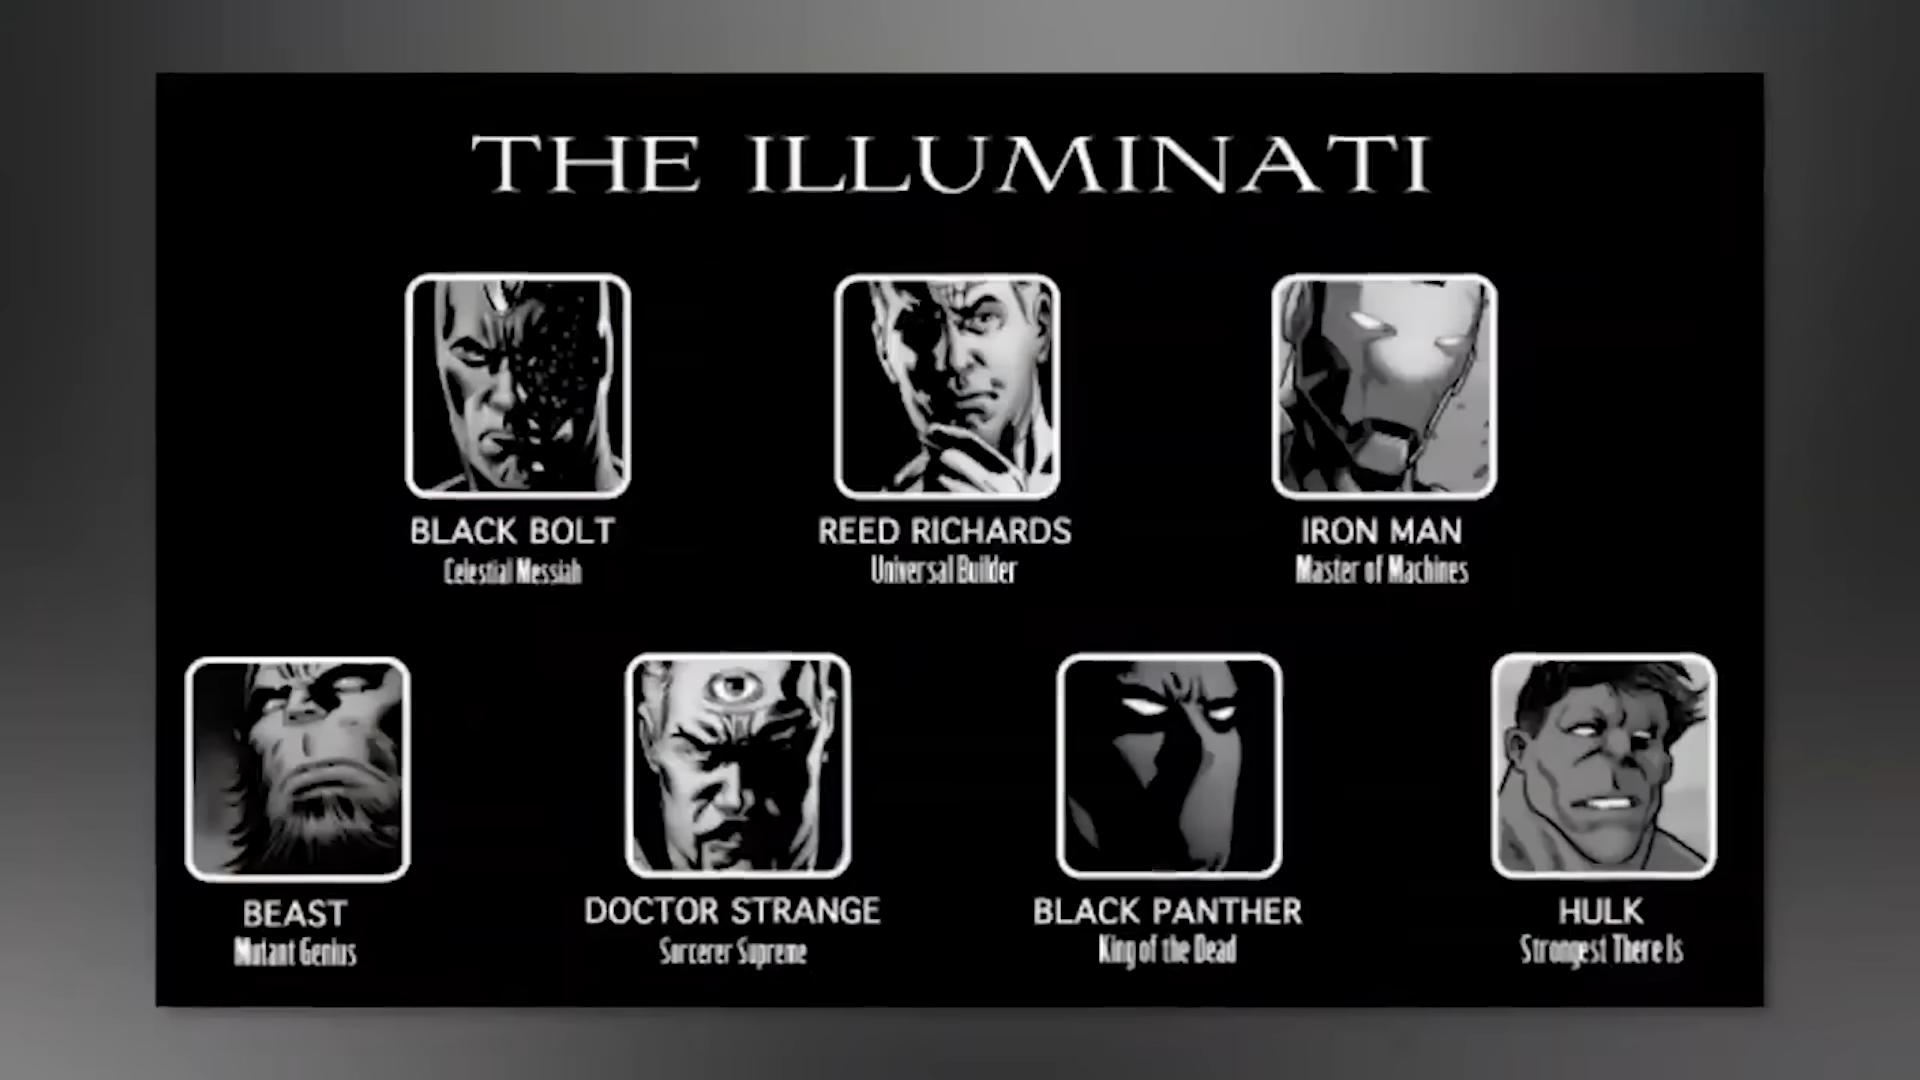 THE ILLUMINATI
BLACK BOLT
Celestial Messiah
REED RICHARDS
Universal Builder
IRON MAN
Master of Machines
BEAST
Mutant Genius
DOCTOR STRANGE
Sorcerer Supreme
BLACK PANTHER
King of the Dead
HULK
Strongest There Is